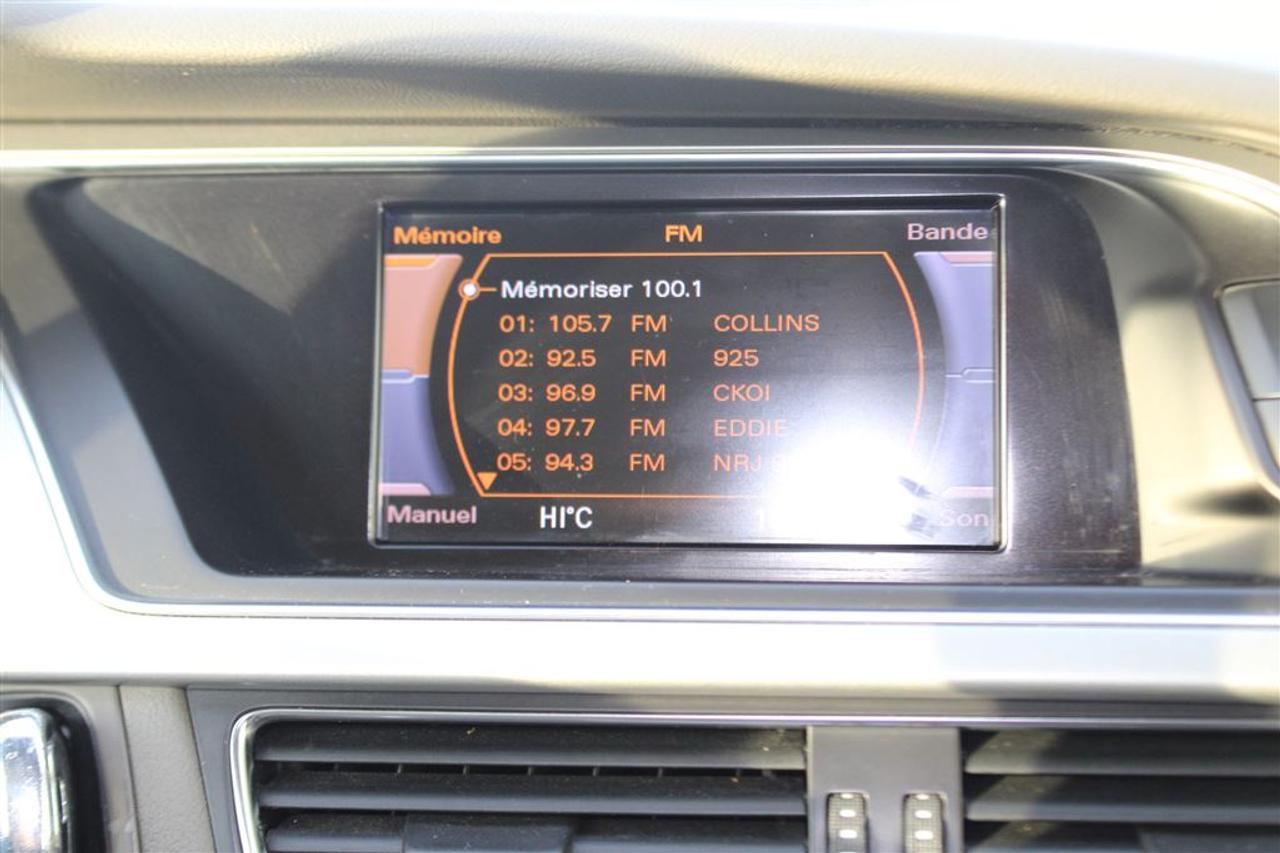 Mémoire FM Bande
Mémoriser 100.1
01: 105.7 FM COLLINS
02: 92.5 FM 925
03: 96.9 FM CKOI
04: 97.7 FM EDDIE
05: 94.3 FM NRJ
Manuel HI°C Son